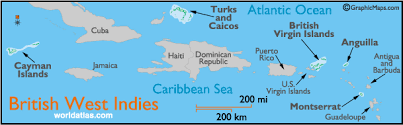 ©GraphicMaps.com
Turks
and
Caicos
Atlantic Ocean
British
Virgin Islands
Anguilla
Cuba
Antigua
and
Barbuda
Cayman
Islands
Jamaica
Haiti
Dominican
Republic
Puerto
Rico
U.S.
Virgin Islands
Caribbean Sea
Montserrat
Guadeloupe
British West Indies
worldatlas.com
200 mi
200 km